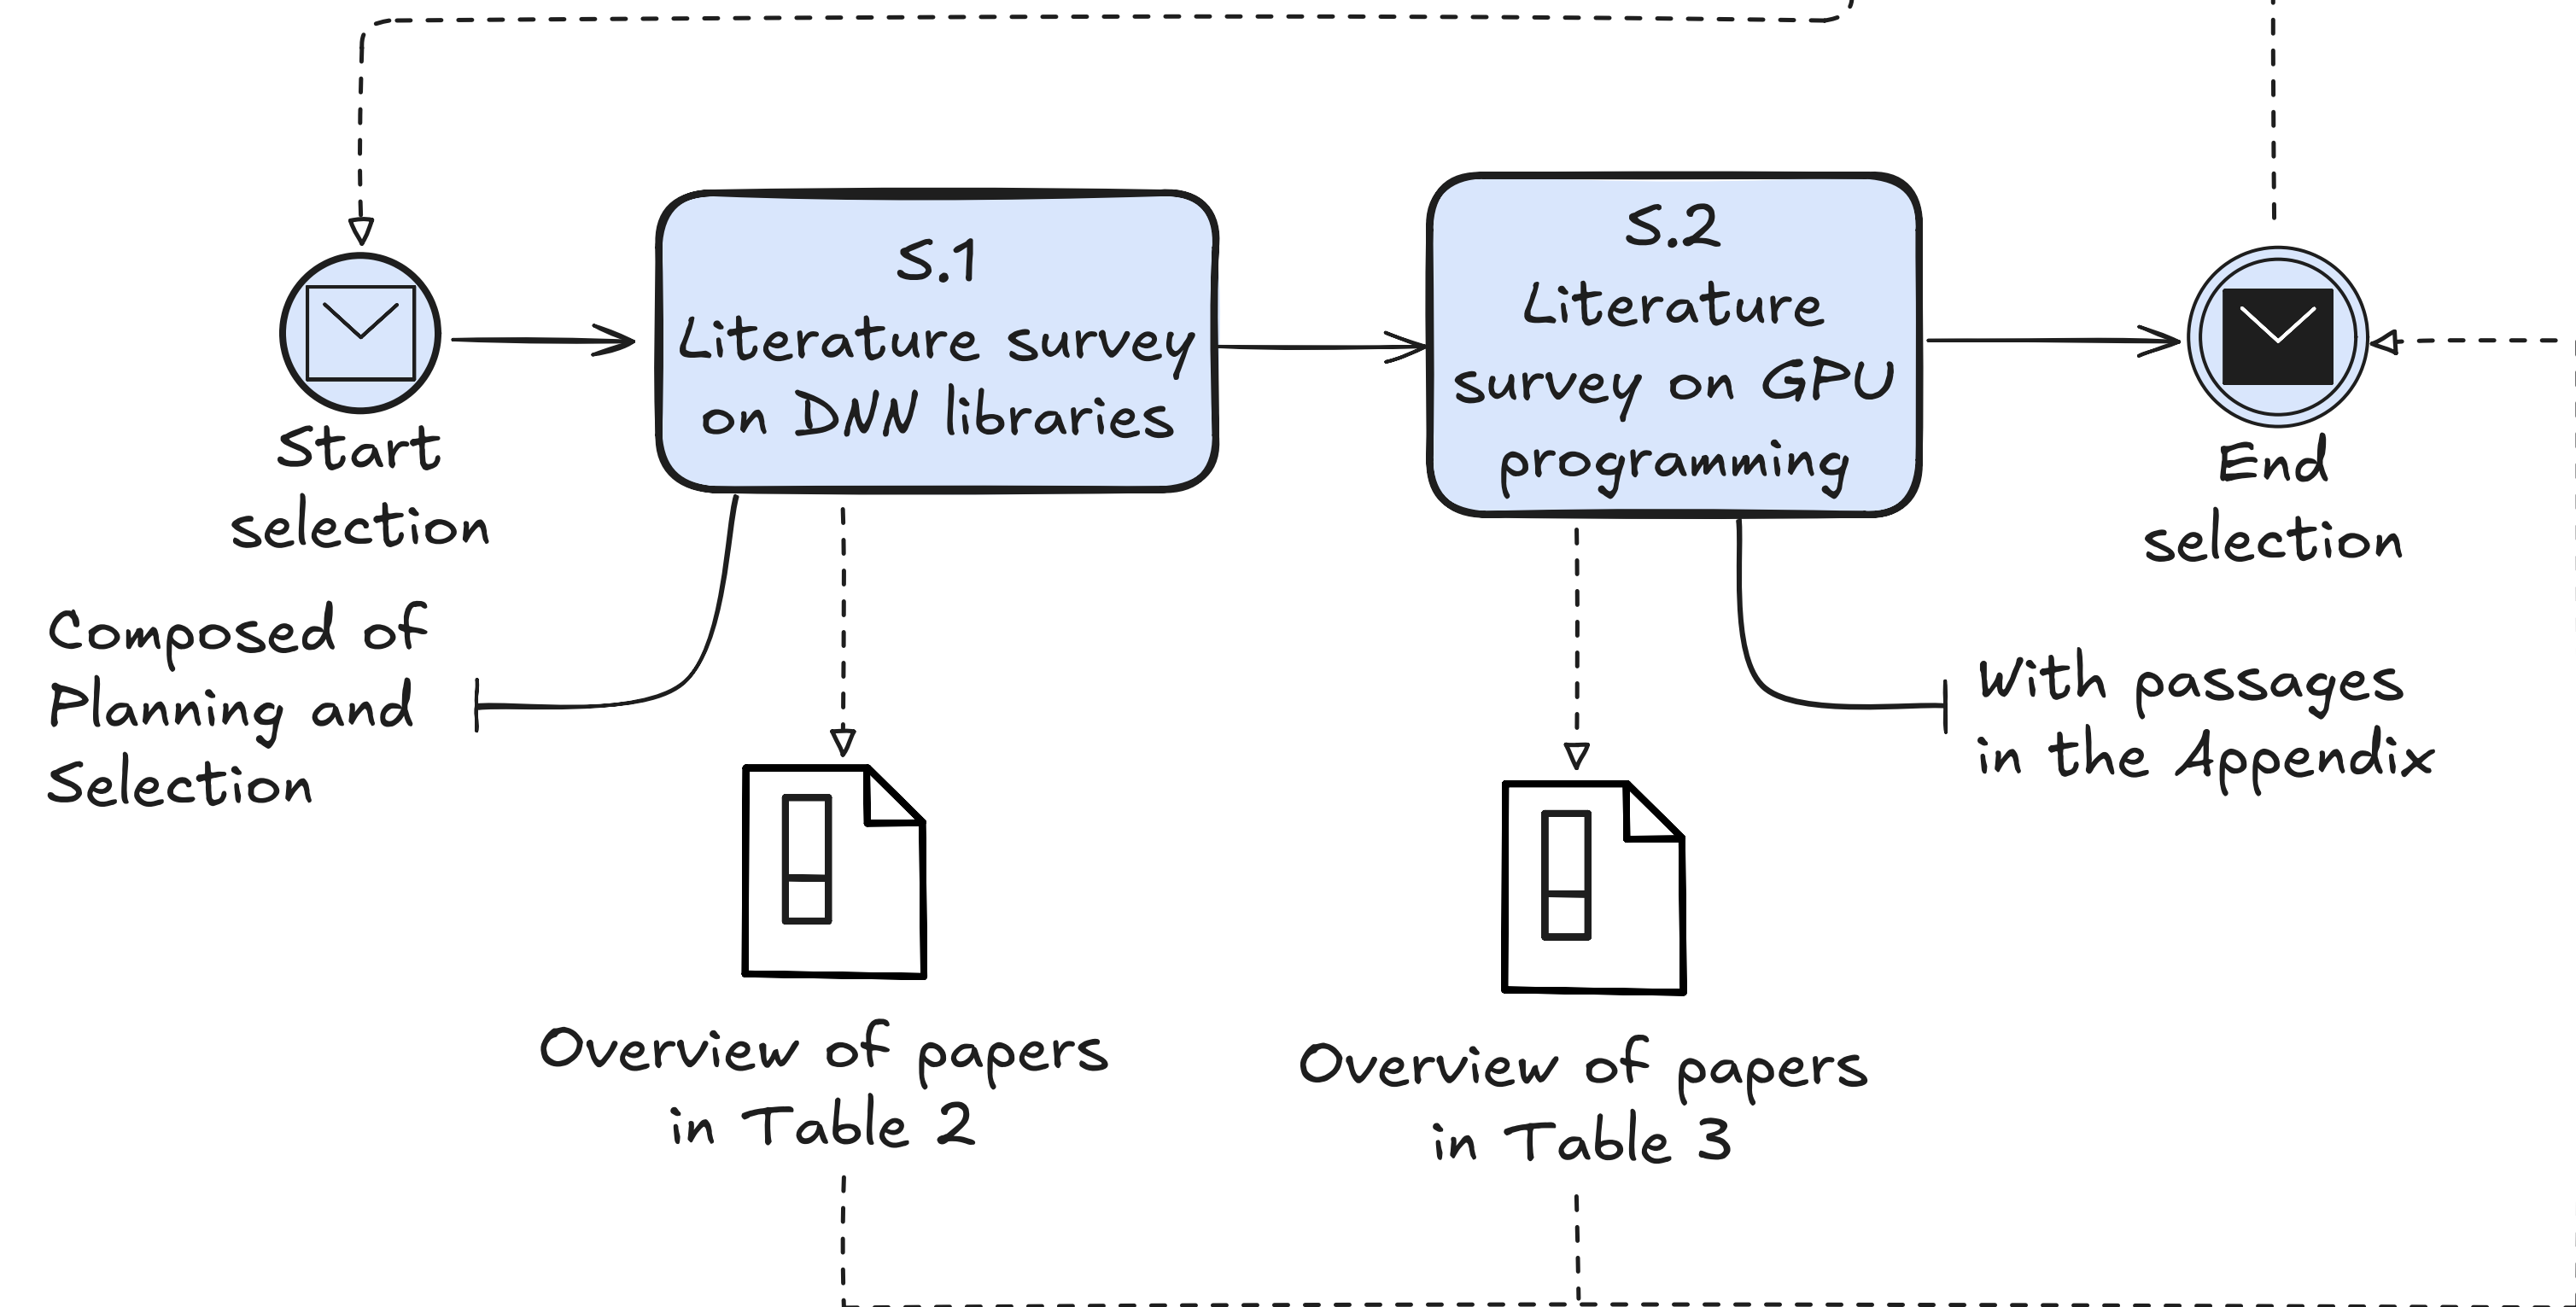 S.1
Literature survey
on DNN libraries
S.2
Literature
survey on GPU
programming
Start
selection
End
selection
Composed of
Planning and
Selection
With passages
in the Appendix
Overview of papers
in Table 2
Overview of papers
in Table 3